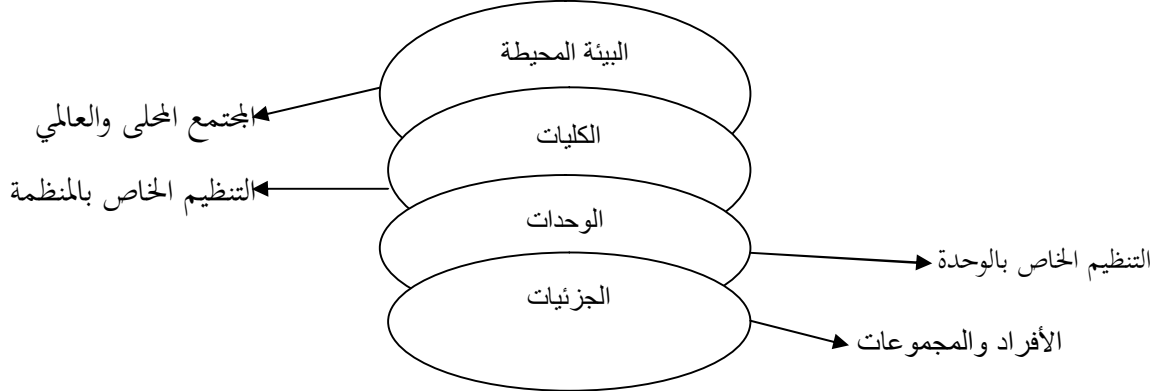 البيئة المحيطة
المجتمع المحلى والعالمي
الكليات
التنظيم الخاص بالمنظمة
الوحدات
التنظيم الخاص بالوحدة
الجزئيات
الأفراد والمجموعات